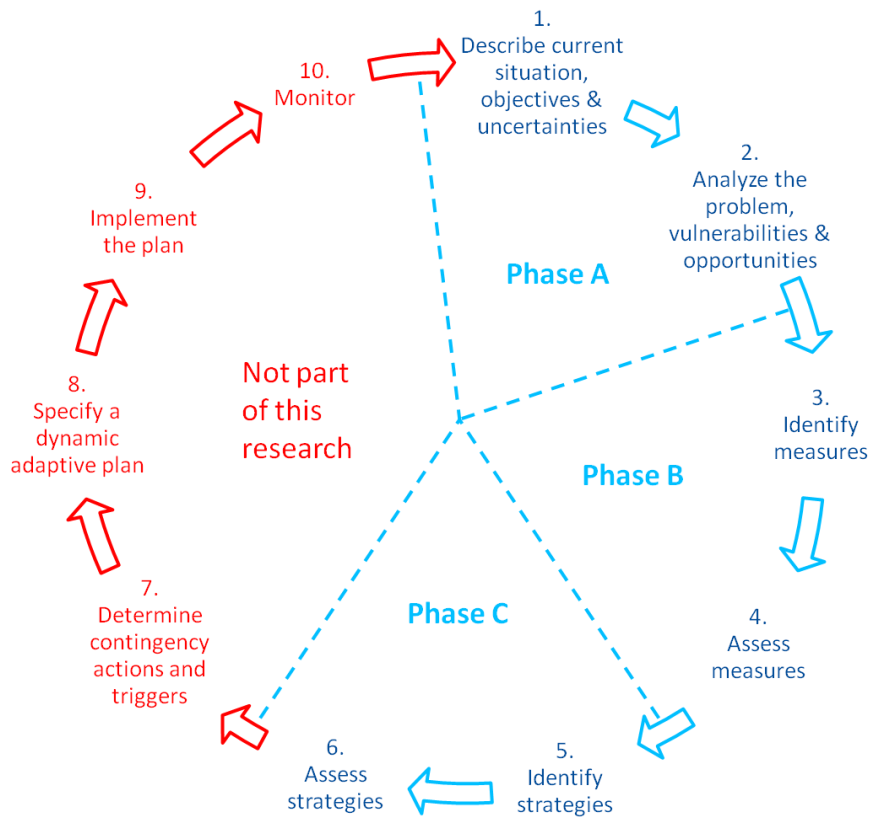 1.
Describe current
situation,
objectives &
uncertainties
2.
Analyze the
problem,
vulnerabilities &
opportunities
Phase A
3.
Identify
measures
Phase B
4.
Assess
measures
5.
Identify
strategies
Phase C
6.
Assess
strategies
7.
Determine
contingency
actions and
triggers
8.
Specify a
dynamic
adaptive plan
9.
Implement
the plan
10.
Monitor
Not part
of this
research